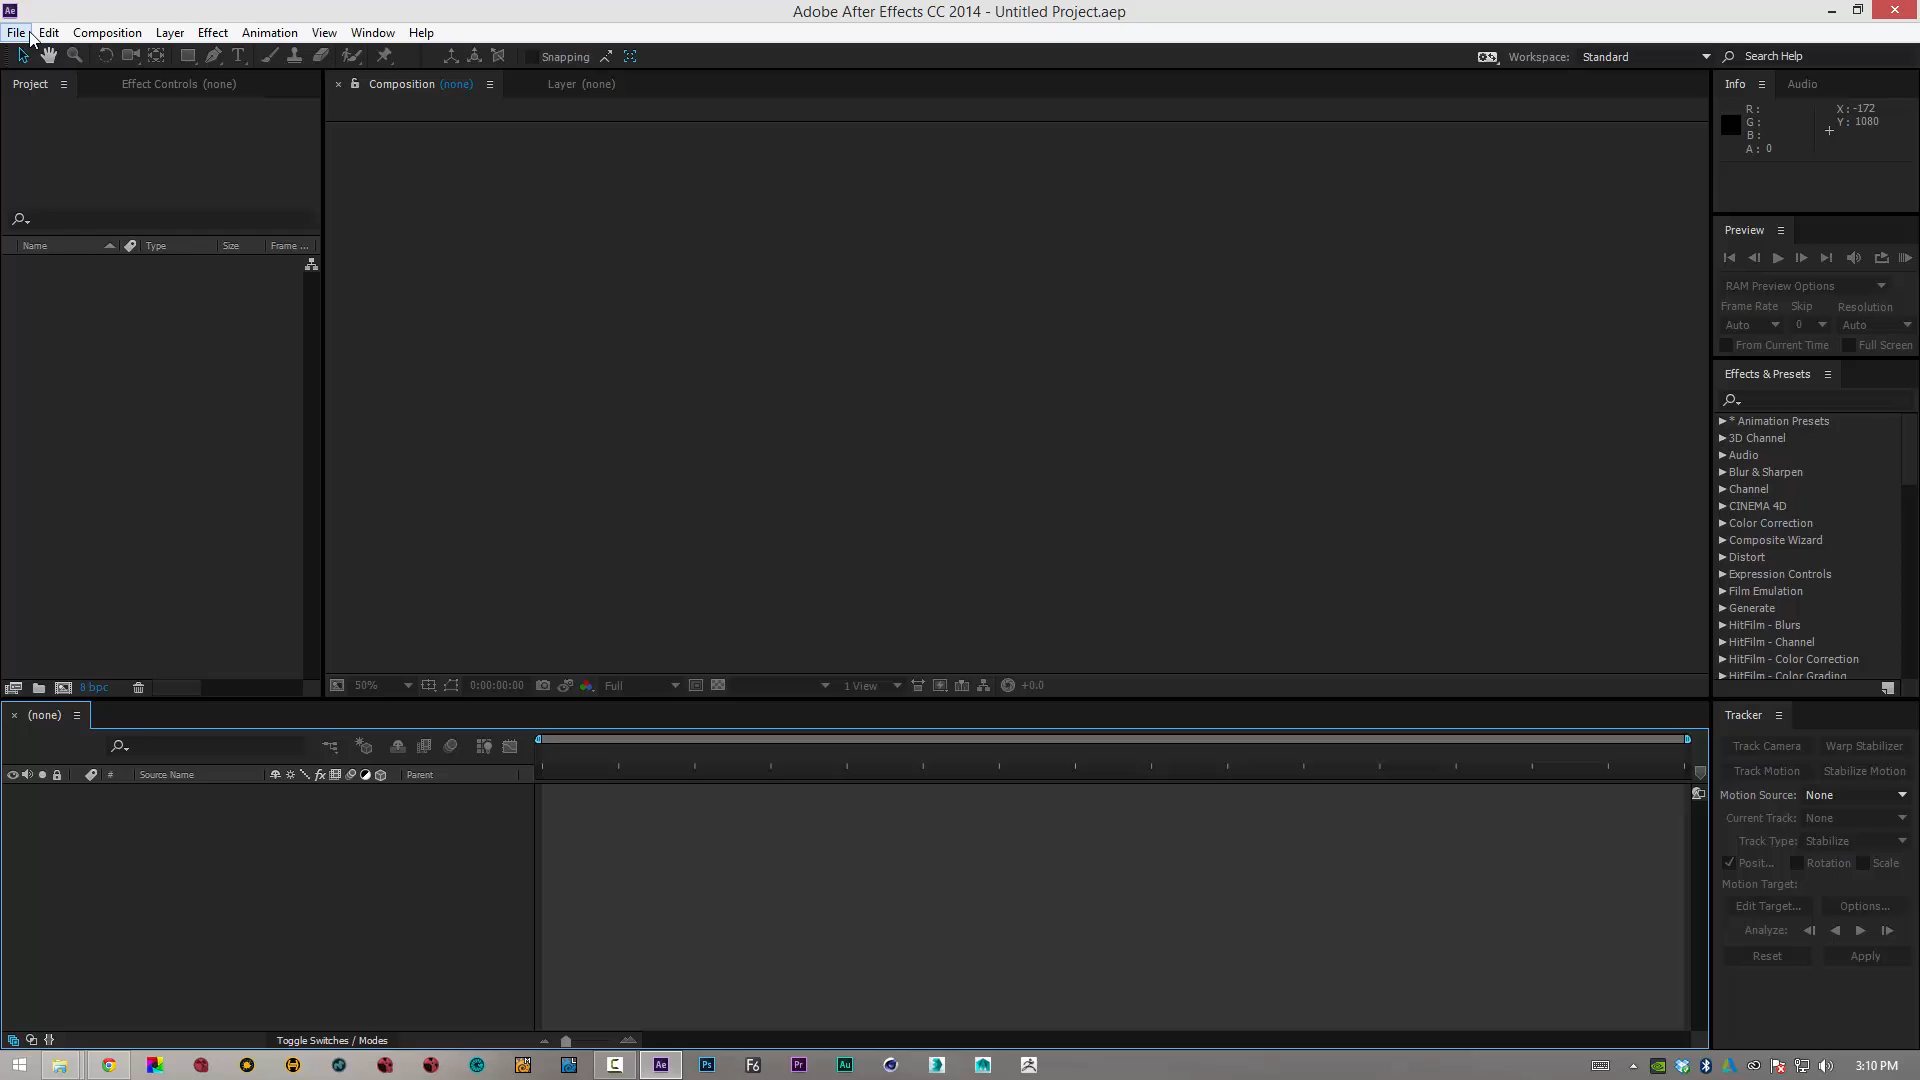 Ae
Adobe After Effects CC 2014 - Untitled Project.aep
File Edit Composition Layer Effect Animation View Window Help
Snapping
Workspace: Standard
Search Help
Project
Effect Controls (none)
Composition (none)
Layer (none)
Info
Audio
R :
G :
B :
A : 0
X : -172
Y : 1080
Preview
RAM Preview Options
Frame Rate Skip Resolution
Auto 0 Auto
From Current Time Full Screen
Name Type Size Frame ...
Effects & Presets
* Animation Presets
3D Channel
Audio
Blur & Sharpen
Channel
CINEMA 4D
Color Correction
Composite Wizard
Distort
Expression Controls
Film Emulation
Generate
HitFilm - Blurs
HitFilm - Channel
HitFilm - Color Correction
HitFilm - Color Grading
8 bpc
50%
0:00:00:00
Full
1 View
+0.0
(none)
# Source Name
fx
Parent
Toggle Switches / Modes
Tracker
Track Camera Warp Stabilizer
Track Motion Stabilize Motion
Motion Source: None
Current Track: None
Track Type: Stabilize
Posit... Rotation Scale
Motion Target:
Edit Target... Options...
Analyze:
Reset Apply
Ae Ps F6 Pr Au
3:10 PM